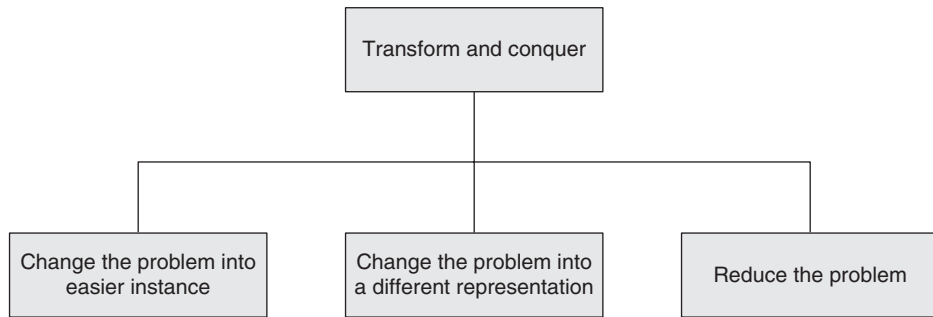 Transform and conquer
Change the problem into
easier instance
Change the problem into
a different representation
Reduce the problem